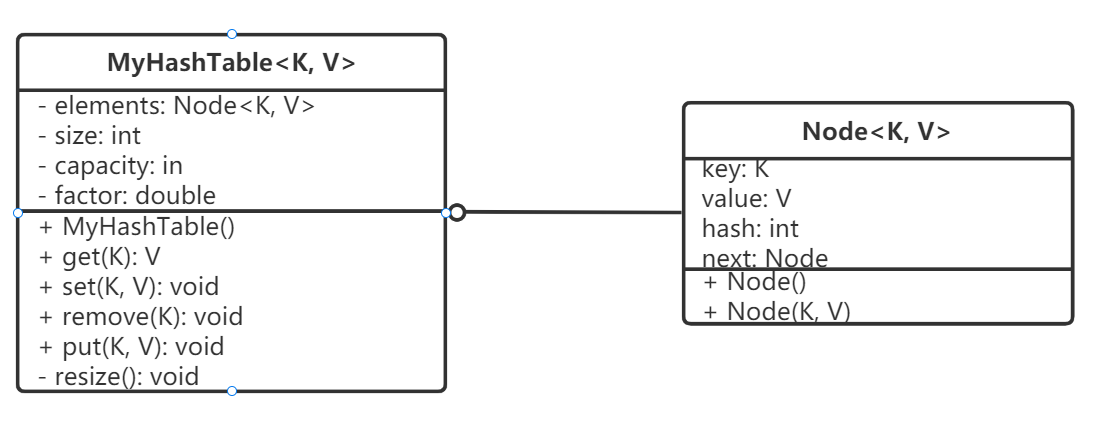 MyHashTable<K, V>
- elements: Node<K, V>
- size: int
- capacity: in
- factor: double
+ MyHashTable()
+ get(K): V
+ set(K, V): void
+ remove(K): void
+ put(K, V): void
- resize(): void
Node<K, V>
key: K
value: V
hash: int
next: Node
+ Node()
+ Node(K, V)